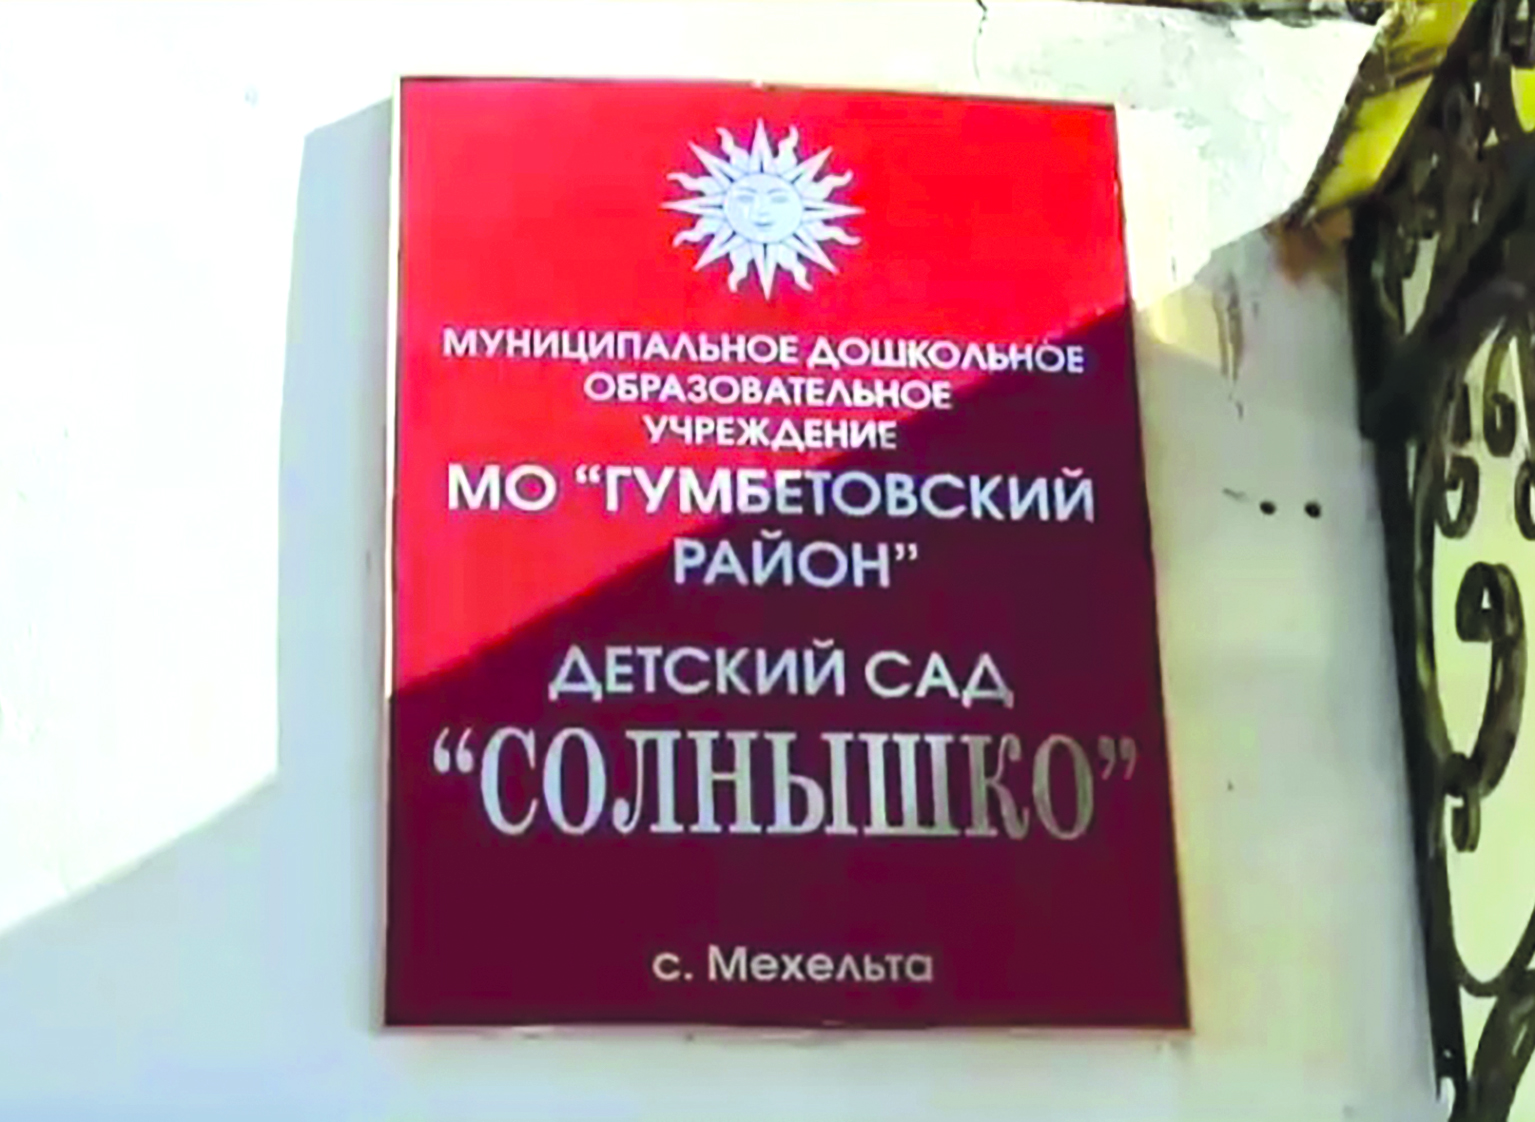 МУНИЦИПАЛЬНОЕ ДОШКОЛЬНОЕ
ОБРАЗОВАТЕЛЬНОЕ
УЧРЕЖДЕНИЕ
МО “ГУМБЕТОВСКИЙ
РАЙОН”
ДЕТСКИЙ САД
“СОЛНЫШКО”
с. Мехельта